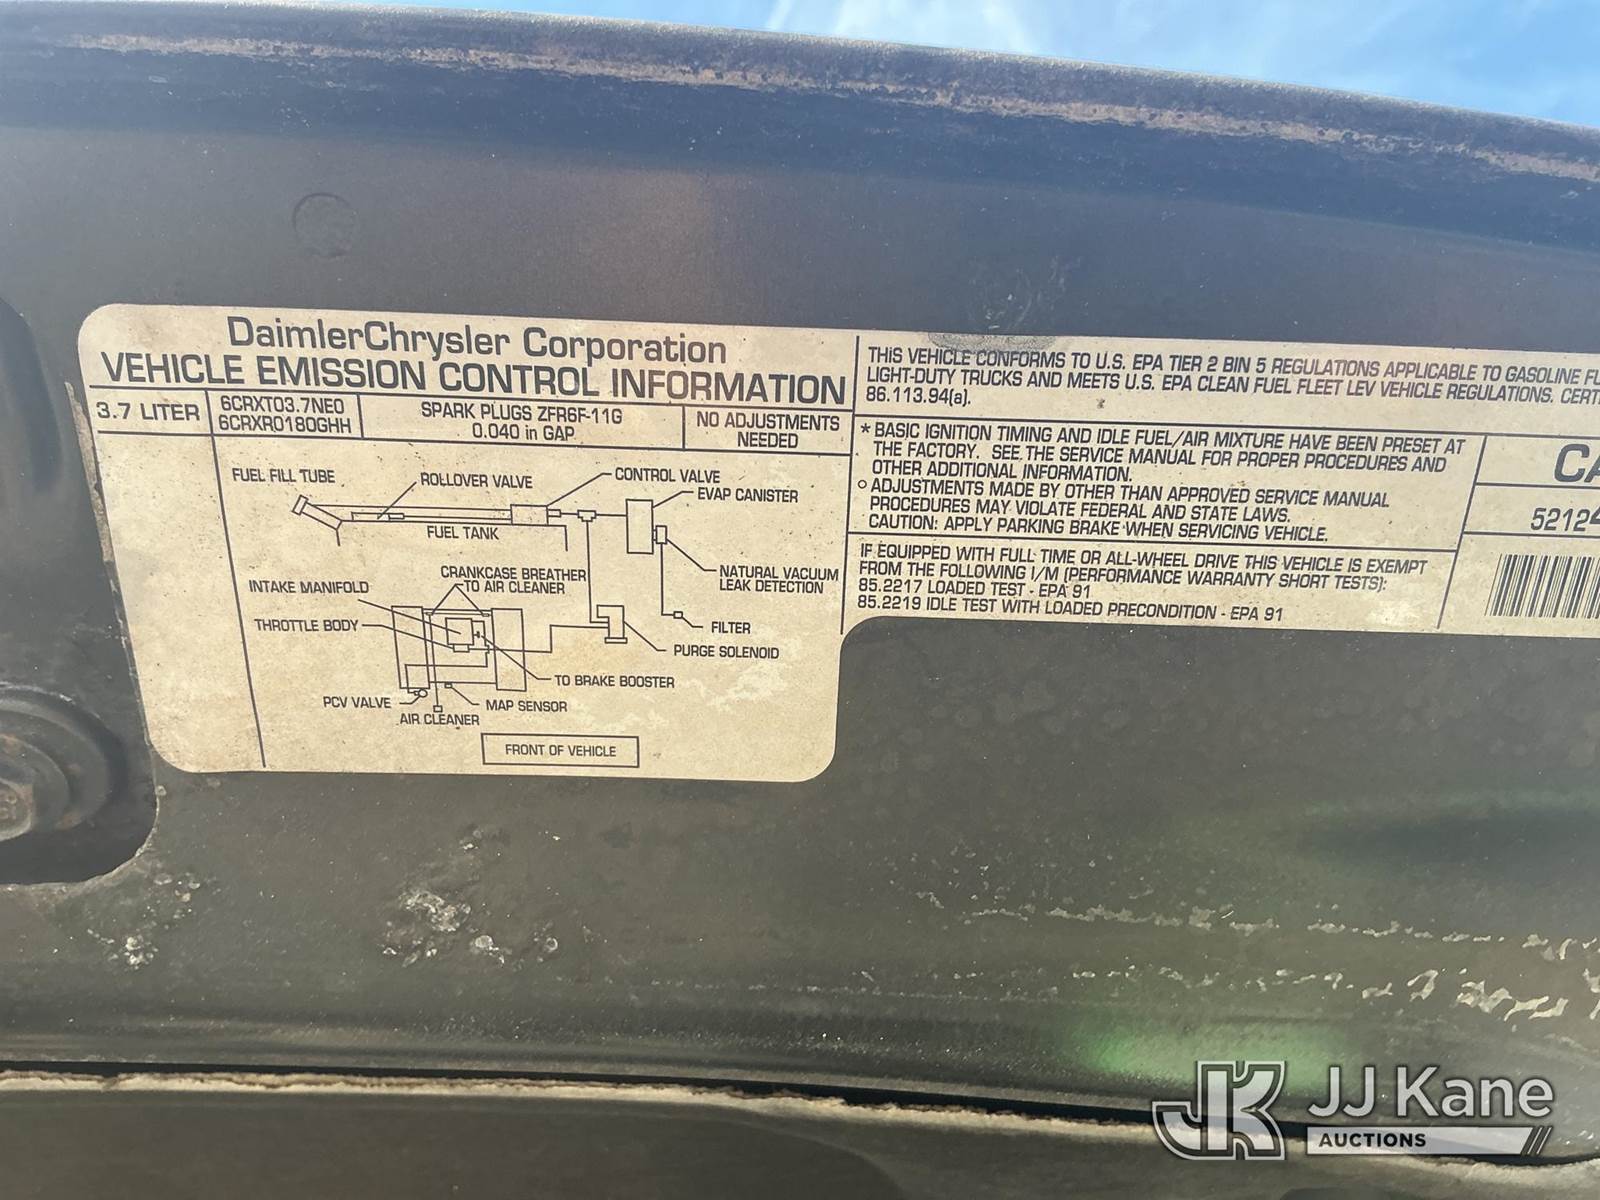 DaimlerChrysler Corporation
VEHICLE EMISSION CONTROL INFORMATION
3.7 LITER
6CRXT03.7NE0
6CRXR0180GHH
SPARK PLUGS ZFR6F-11G
0.040 in GAP
NO ADJUSTMENTS
NEEDED
FUEL FILL TUBE
ROLLOVER VALVE
CONTROL VALVE
EVAP CANISTER
FUEL TANK
NATURAL VACUUM
LEAK DETECTION
CRANKCASE BREATHER
TO AIR CLEANER
INTAKE MANIFOLD
THROTTLE BODY
FILTER
PURGE SOLENOID
TO BRAKE BOOSTER
PCV VALVE
MAP SENSOR
AIR CLEANER
FRONT OF VEHICLE
THIS VEHICLE CONFORMS TO U.S. EPA TIER 2 BIN 5 REGULATIONS APPLICABLE TO GASOLINE FU
LIGHT-DUTY TRUCKS AND MEETS U.S. EPA CLEAN FUEL FLEET LEV VEHICLE REGULATIONS. CERT
86.113.94(a).
* BASIC IGNITION TIMING AND IDLE FUEL/AIR MIXTURE HAVE BEEN PRESET AT
THE FACTORY. SEE THE SERVICE MANUAL FOR PROPER PROCEDURES AND
OTHER ADDITIONAL INFORMATION.
o ADJUSTMENTS MADE BY OTHER THAN APPROVED SERVICE MANUAL
PROCEDURES MAY VIOLATE FEDERAL AND STATE LAWS.
CAUTION: APPLY PARKING BRAKE WHEN SERVICING VEHICLE.
IF EQUIPPED WITH FULL TIME OR ALL-WHEEL DRIVE THIS VEHICLE IS EXEMPT
FROM THE FOLLOWING I/M (PERFORMANCE WARRANTY SHORT TESTS):
85.2217 LOADED TEST - EPA 91
85.2219 IDLE TEST WITH LOADED PRECONDITION - EPA 91
CA
52124
JK JJ Kane
AUCTIONS